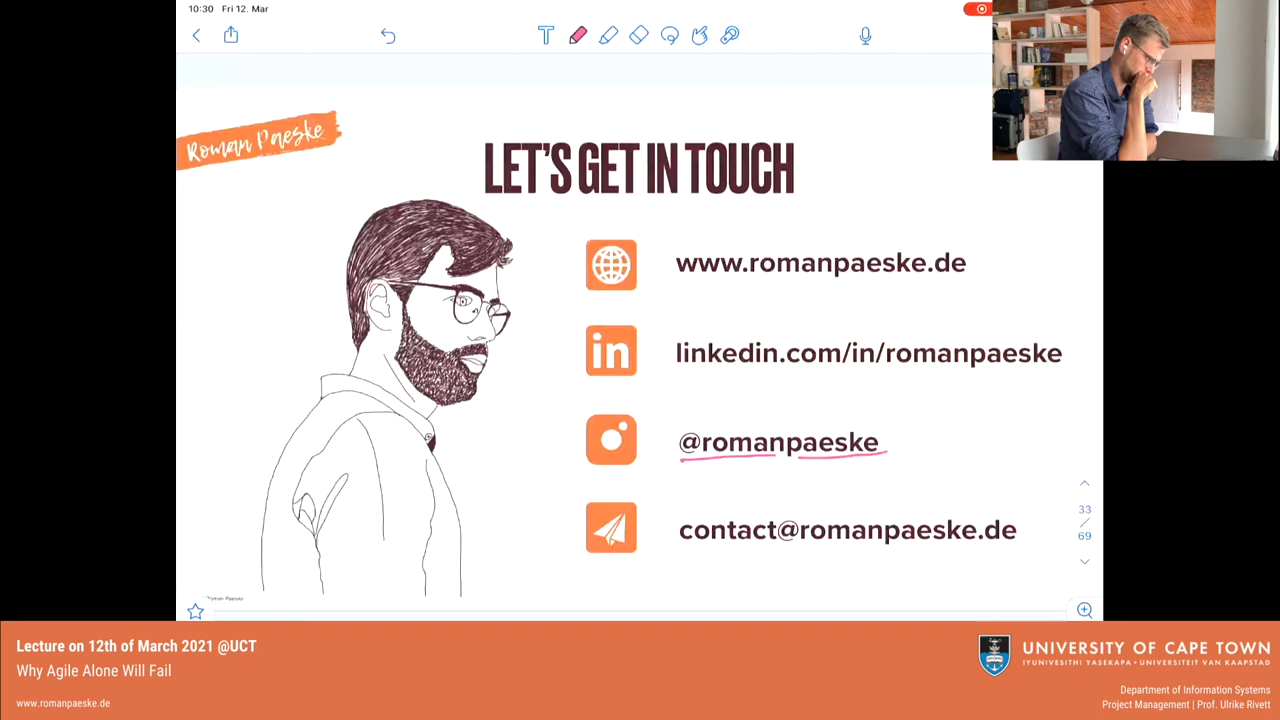 10:30 Fri 12. Mar
Roman Paeske
LET'S GET IN TOUCH
www.romanpaeske.de
in
linkedin.com/in/romanpaeske
@romanpaeske
contact@romanpaeske.de
33
/
69
Roman Paeske
Lecture on 12th of March 2021 @UCT
Why Agile Alone Will Fail
www.romanpaeske.de
UNIVERSITY OF CAPE TOWN
IYUNIVESITHI YASEKAPA • UNIVERSITEIT VAN KAAPSTAD
Department of Information Systems
Project Management | Prof. Ulrike Rivett